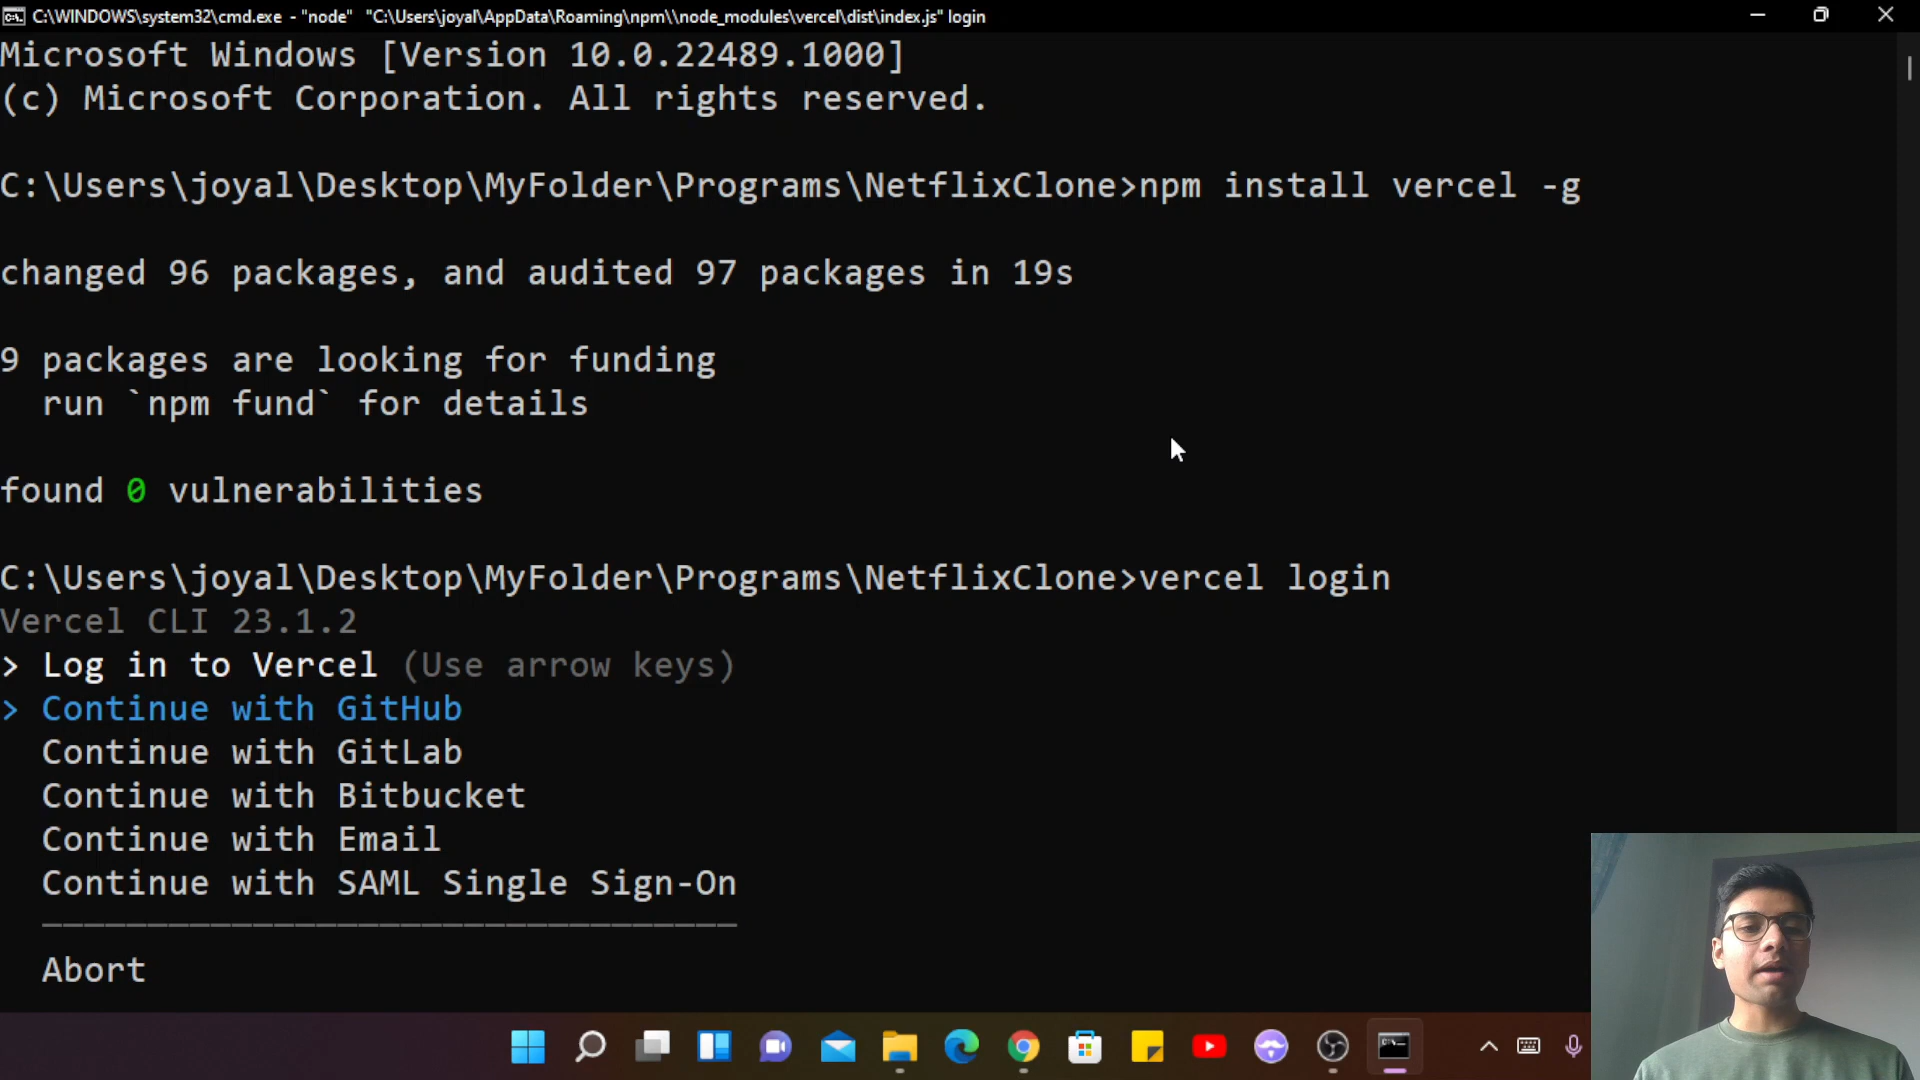 C:\WINDOWS\system32\cmd.exe - "node" "C:\Users\joyal\AppData\Roaming\npm\\node_modules\vercel\dist\index.js" login
Microsoft Windows [Version 10.0.22489.1000]
(c) Microsoft Corporation. All rights reserved.
C:\Users\joyal\Desktop\MyFolder\Programs\NetflixClone>npm install vercel -g
changed 96 packages, and audited 97 packages in 19s
9 packages are looking for funding
run `npm fund` for details
found 0 vulnerabilities
C:\Users\joyal\Desktop\MyFolder\Programs\NetflixClone>vercel login
Vercel CLI 23.1.2
> Log in to Vercel (Use arrow keys)
> Continue with GitHub
Continue with GitLab
Continue with Bitbucket
Continue with Email
Continue with SAML Single Sign-On
─────────────────────────────────
Abort